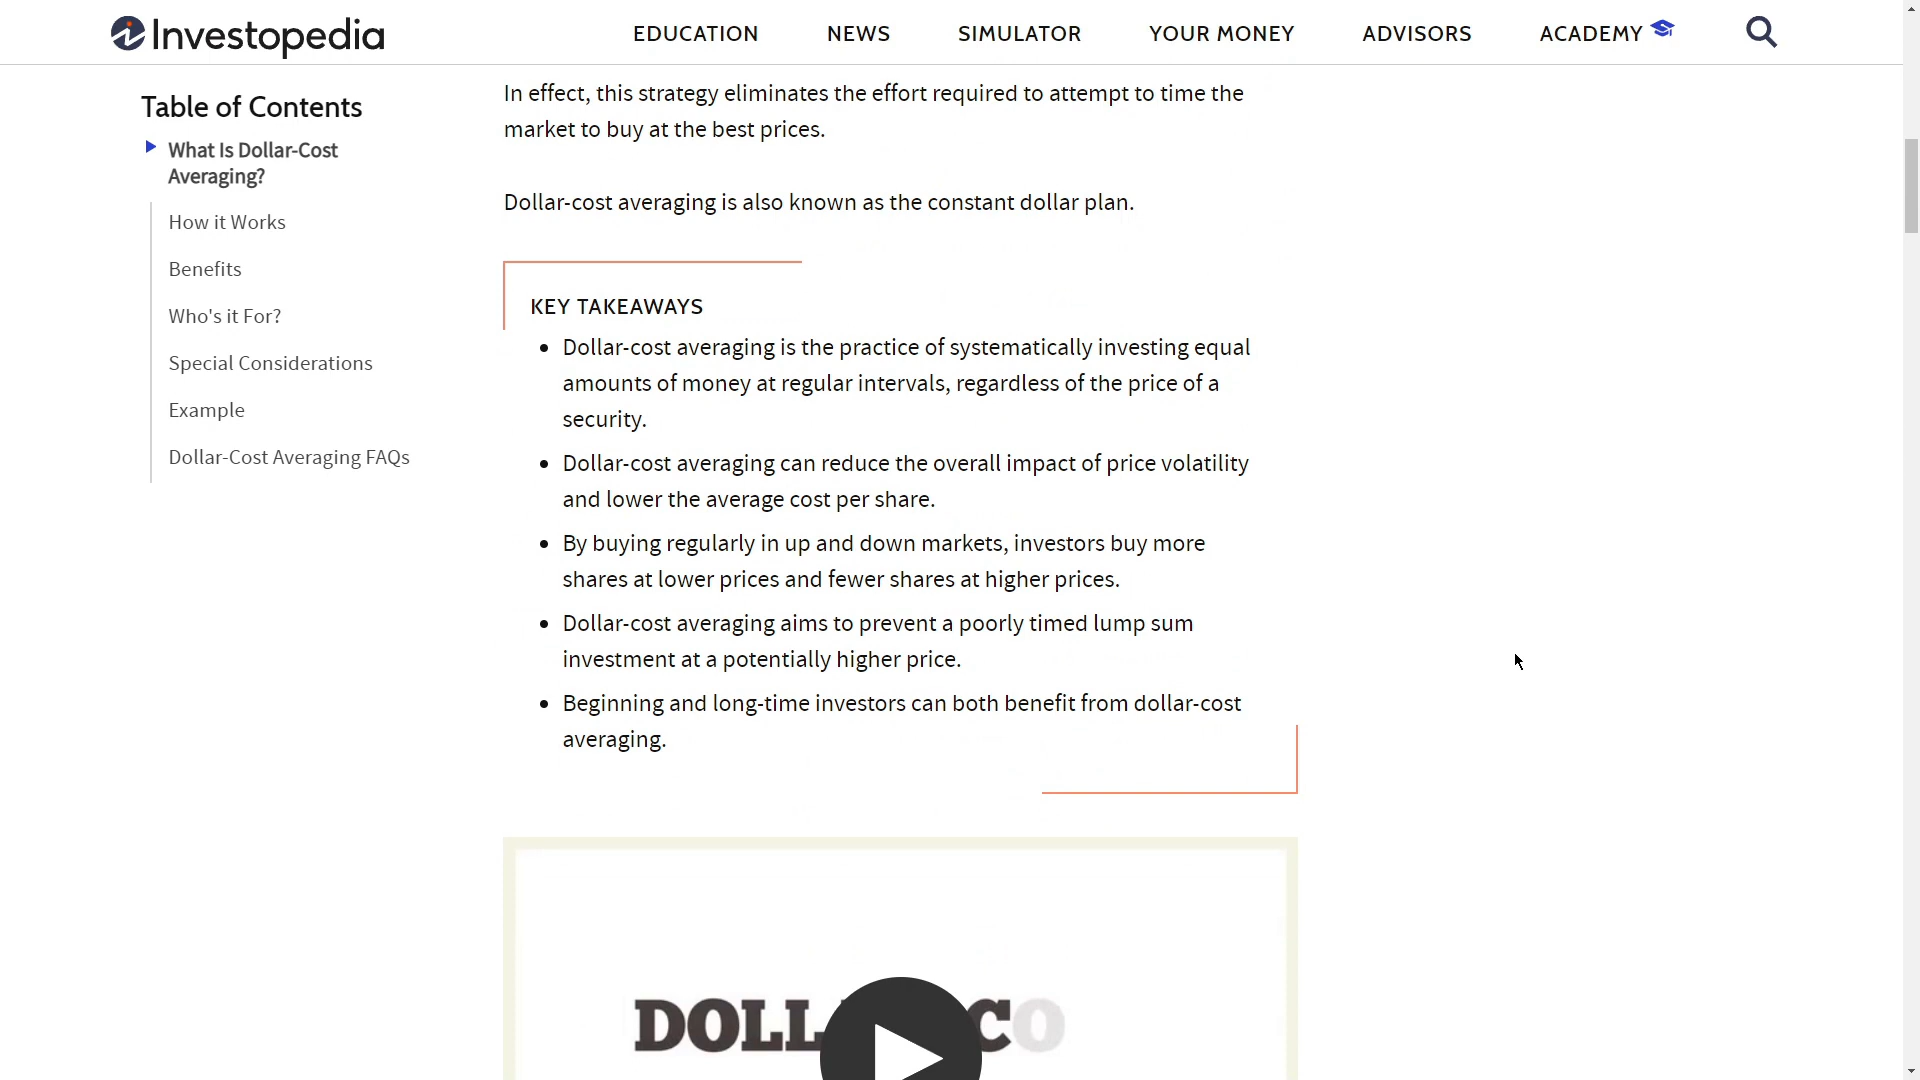 Investopedia
EDUCATION
NEWS
SIMULATOR
YOUR MONEY
ADVISORS
ACADEMY
Table of Contents
What Is Dollar-Cost
Averaging?
How it Works
Benefits
Who's it For?
Special Considerations
Example
Dollar-Cost Averaging FAQs
In effect, this strategy eliminates the effort required to attempt to time the
market to buy at the best prices.
Dollar-cost averaging is also known as the constant dollar plan.
KEY TAKEAWAYS
Dollar-cost averaging is the practice of systematically investing equal
amounts of money at regular intervals, regardless of the price of a
security.
Dollar-cost averaging can reduce the overall impact of price volatility
and lower the average cost per share.
By buying regularly in up and down markets, investors buy more
shares at lower prices and fewer shares at higher prices.
Dollar-cost averaging aims to prevent a poorly timed lump sum
investment at a potentially higher price.
Beginning and long-time investors can both benefit from dollar-cost
averaging.